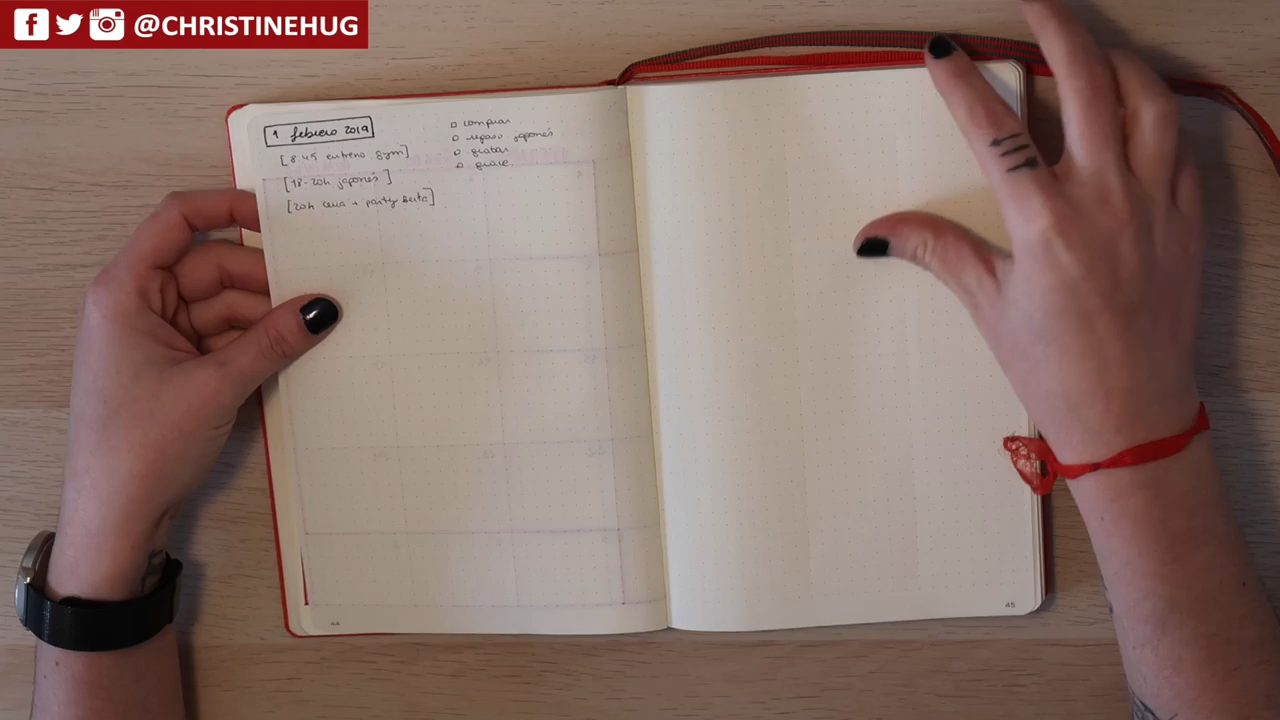 @CHRISTINEHUG
1 febrero 2019
[8:45 entreno gym]
[18-20h japonés]
[20h cena + party Berta]
comprar
repaso japonés
grabar
44
45